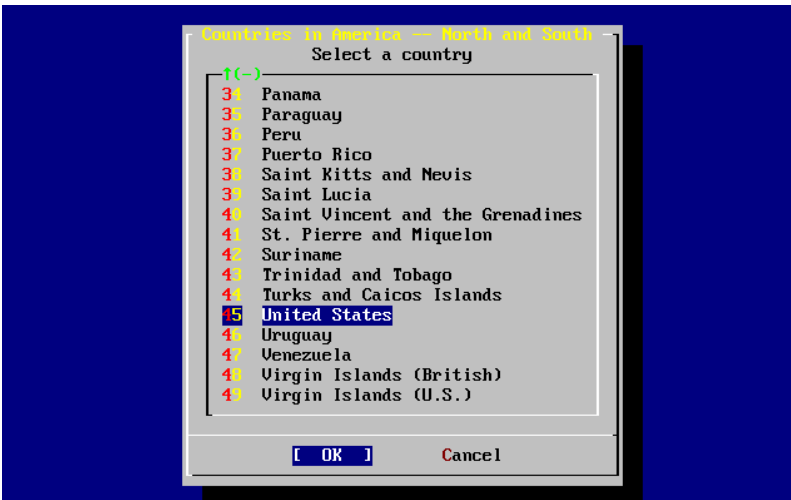 Countries in America -- North and South
Select a country
↑(-)
34 Panama
35 Paraguay
36 Peru
37 Puerto Rico
38 Saint Kitts and Nevis
39 Saint Lucia
40 Saint Vincent and the Grenadines
41 St. Pierre and Miquelon
42 Suriname
43 Trinidad and Tobago
44 Turks and Caicos Islands
45 United States
46 Uruguay
47 Venezuela
48 Virgin Islands (British)
49 Virgin Islands (U.S.)
[ OK ] Cancel